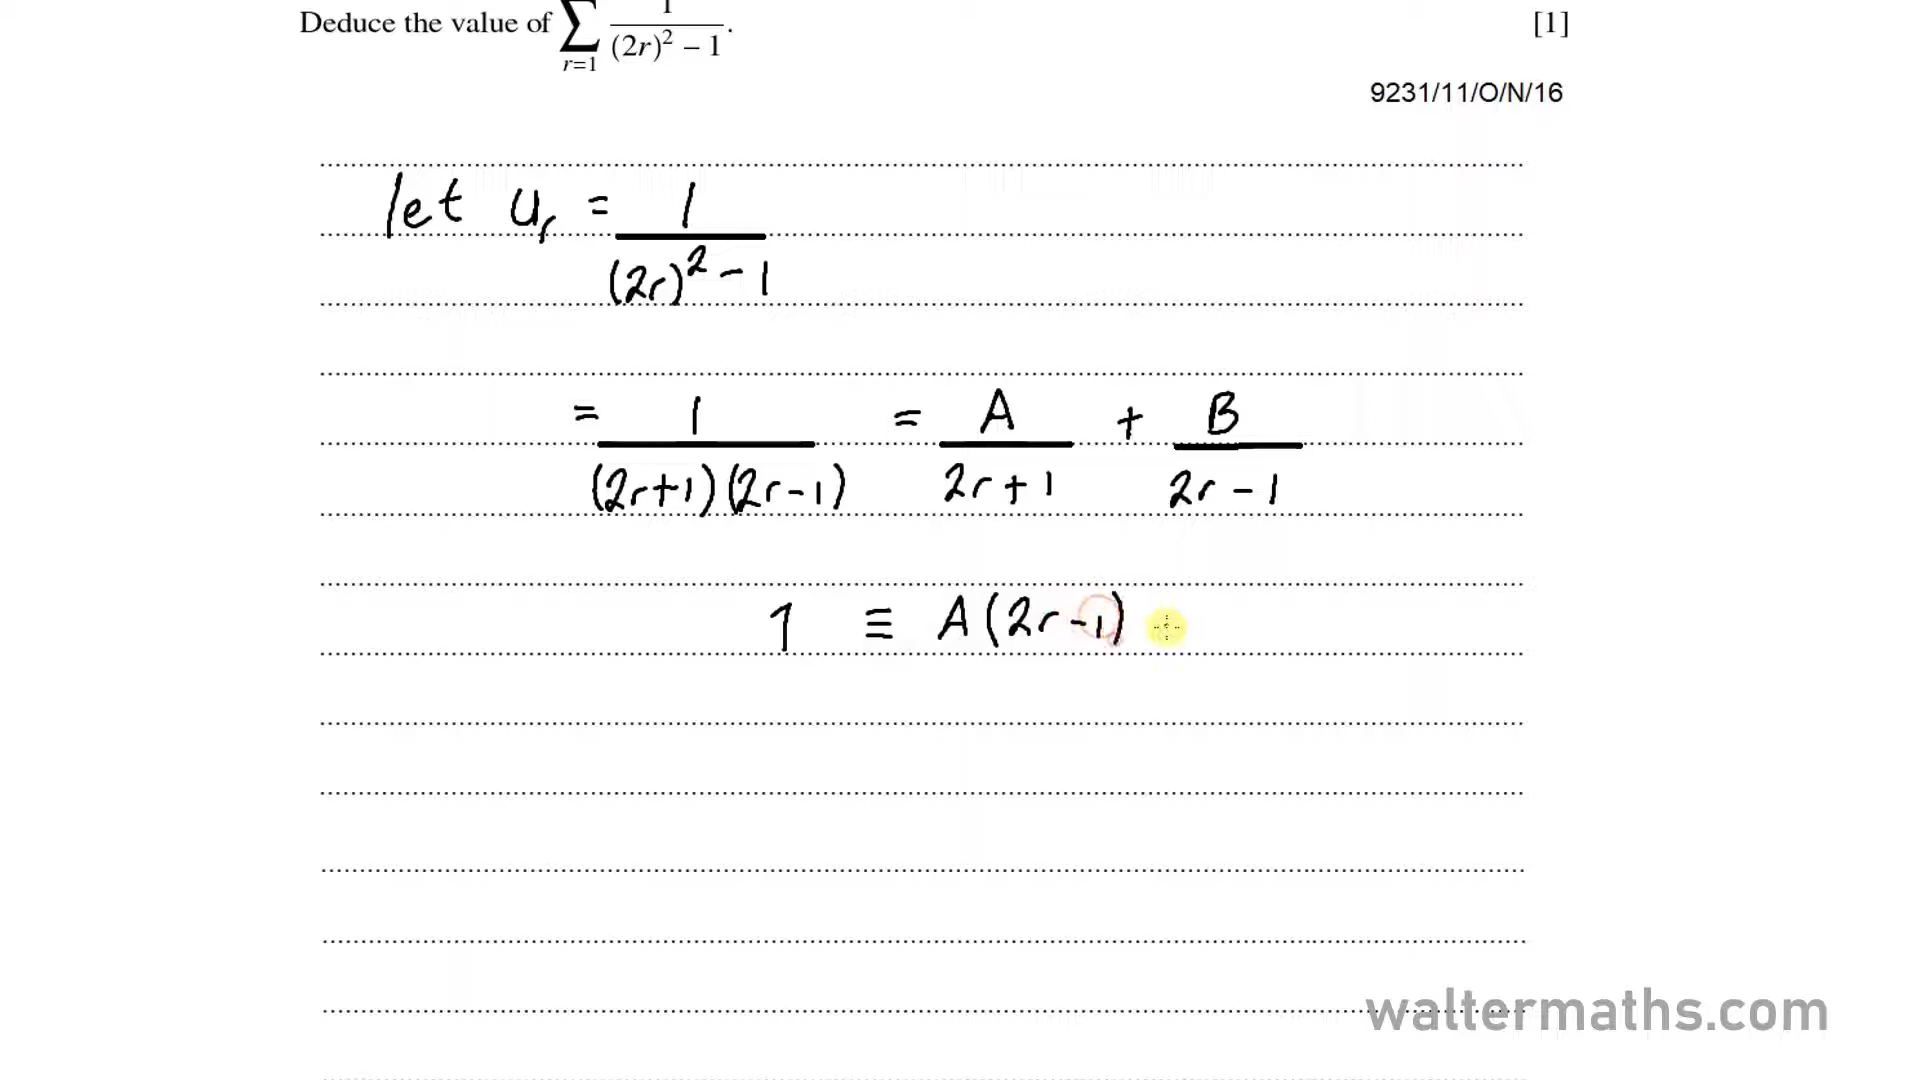 Deduce the value of ∑ r=1 1/((2r)² − 1). [1]
9231/11/O/N/16
let uᵣ = 1/((2r)² − 1)
= 1/((2r+1)(2r−1)) = A/(2r+1) + B/(2r−1)
1 ≡ A(2r−1)
waltermaths.com